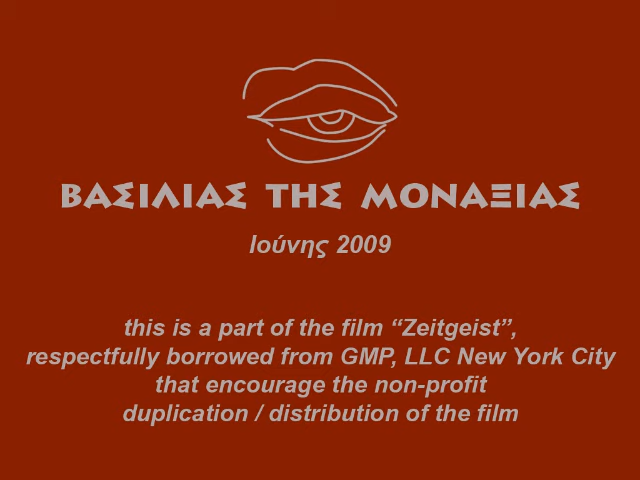 ΒΑΣΙΛΙΑΣ ΤΗΣ ΜΟΝΑΞΙΑΣ
Ιούνης 2009
this is a part of the film “Zeitgeist”,
respectfully borrowed from GMP, LLC New York City
that encourage the non-profit
duplication / distribution of the film